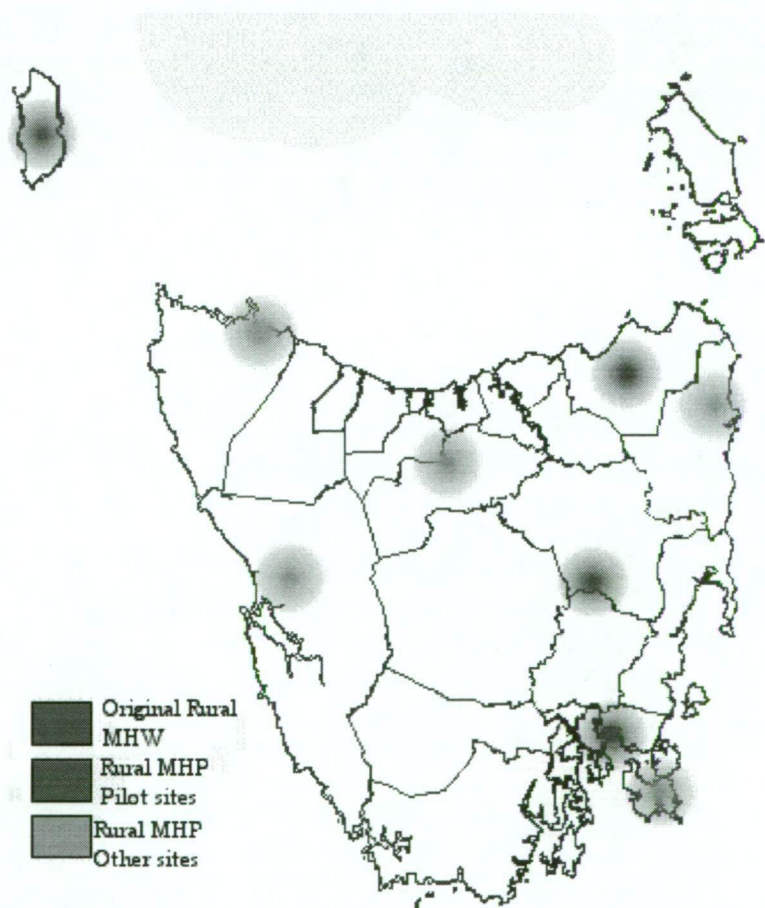 Original Rural
MHW
Rural MHP
Pilot sites
Rural MHP
Other sites